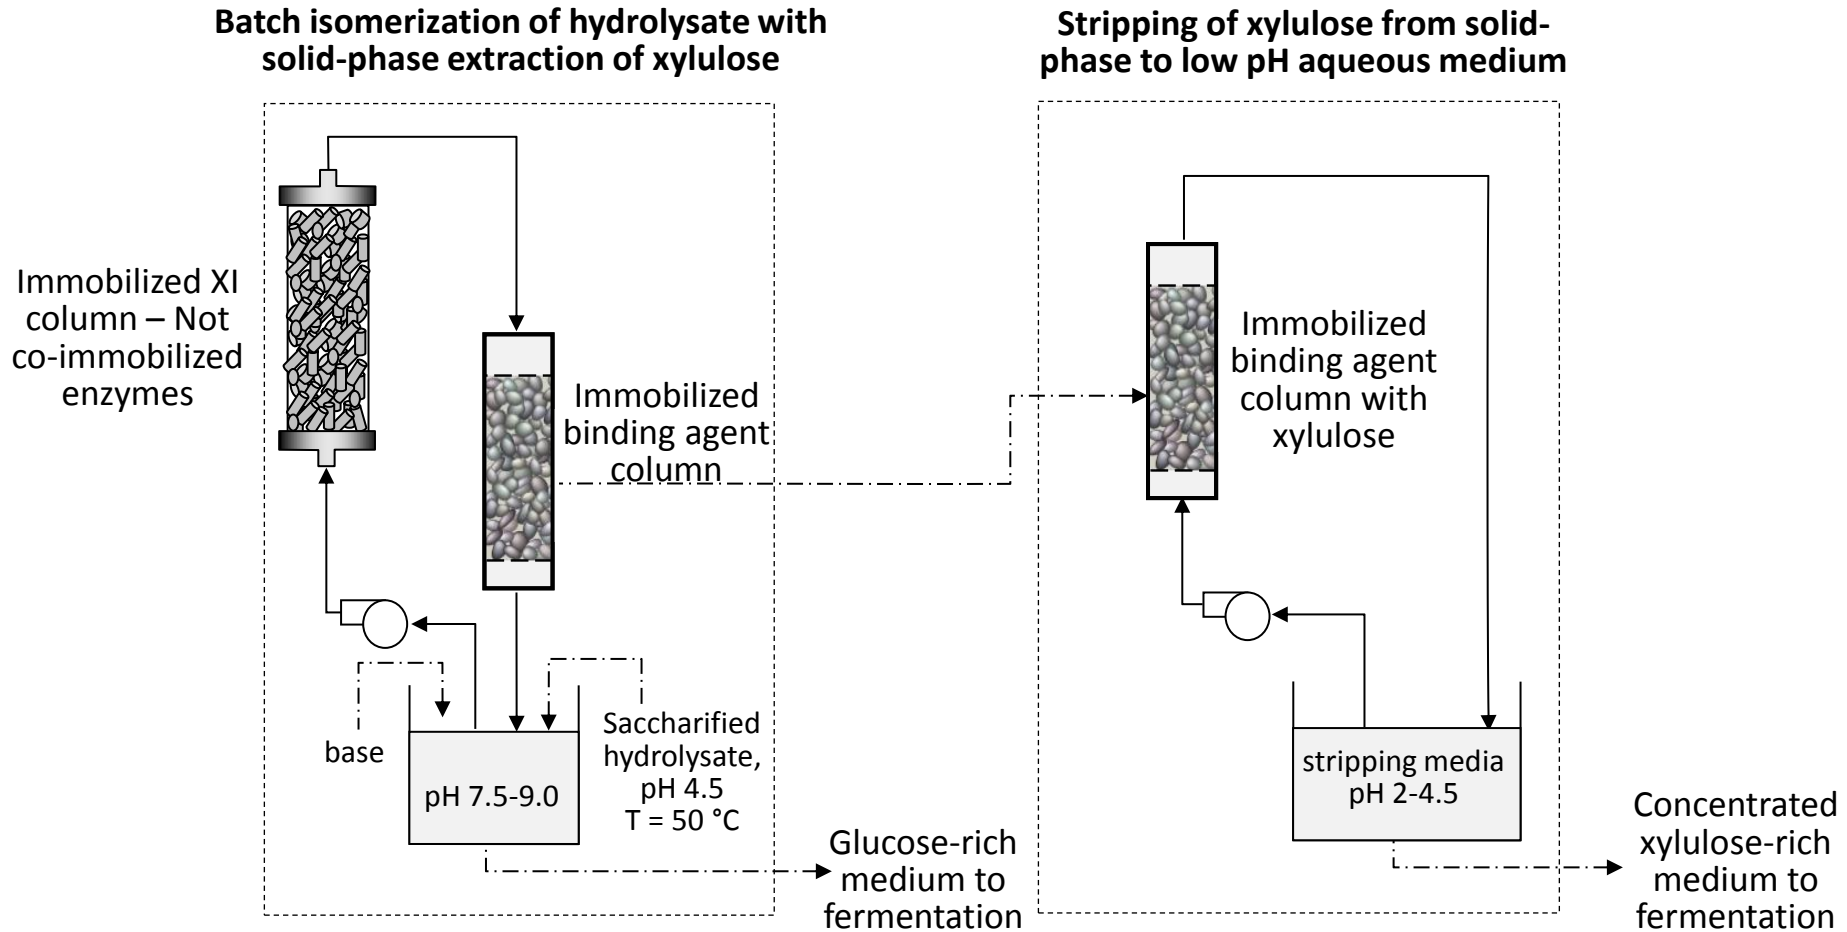 Batch isomerization of hydrolysate with
solid-phase extraction of xylulose
Stripping of xylulose from solid-
phase to low pH aqueous medium
Immobilized XI
column – Not
co-immobilized
enzymes
Immobilized
binding agent
column
Immobilized
binding agent
column with
xylulose
base
pH 7.5-9.0
Saccharified
hydrolysate,
pH 4.5
T = 50 °C
Glucose-rich
medium to
fermentation
stripping media
pH 2-4.5
Concentrated
xylulose-rich
medium to
fermentation